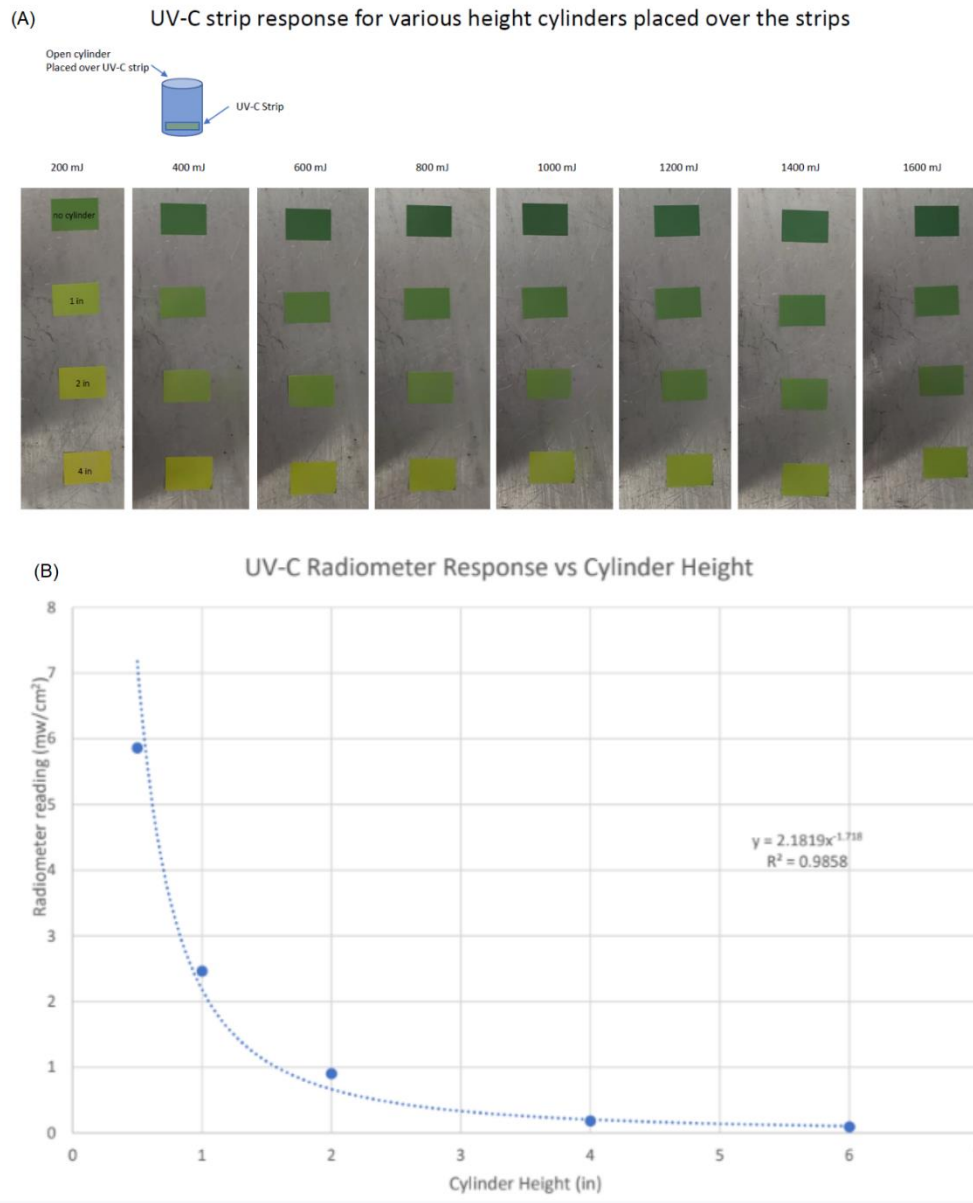 (A)
UV-C strip response for various height cylinders placed over the strips
Open cylinder
Placed over UV-C strip
UV-C Strip
200 mJ 400 mJ 600 mJ 800 mJ 1000 mJ 1200 mJ 1400 mJ 1600 mJ
no cylinder
1 in
2 in
4 in
(B)
UV-C Radiometer Response vs Cylinder Height
Radiometer reading (mw/cm²)
8
7
6
5
4
3
2
1
0
y = 2.1819x⁻¹·⁷¹⁸
R² = 0.9858
0 1 2 3 4 5 6
Cylinder Height (in)